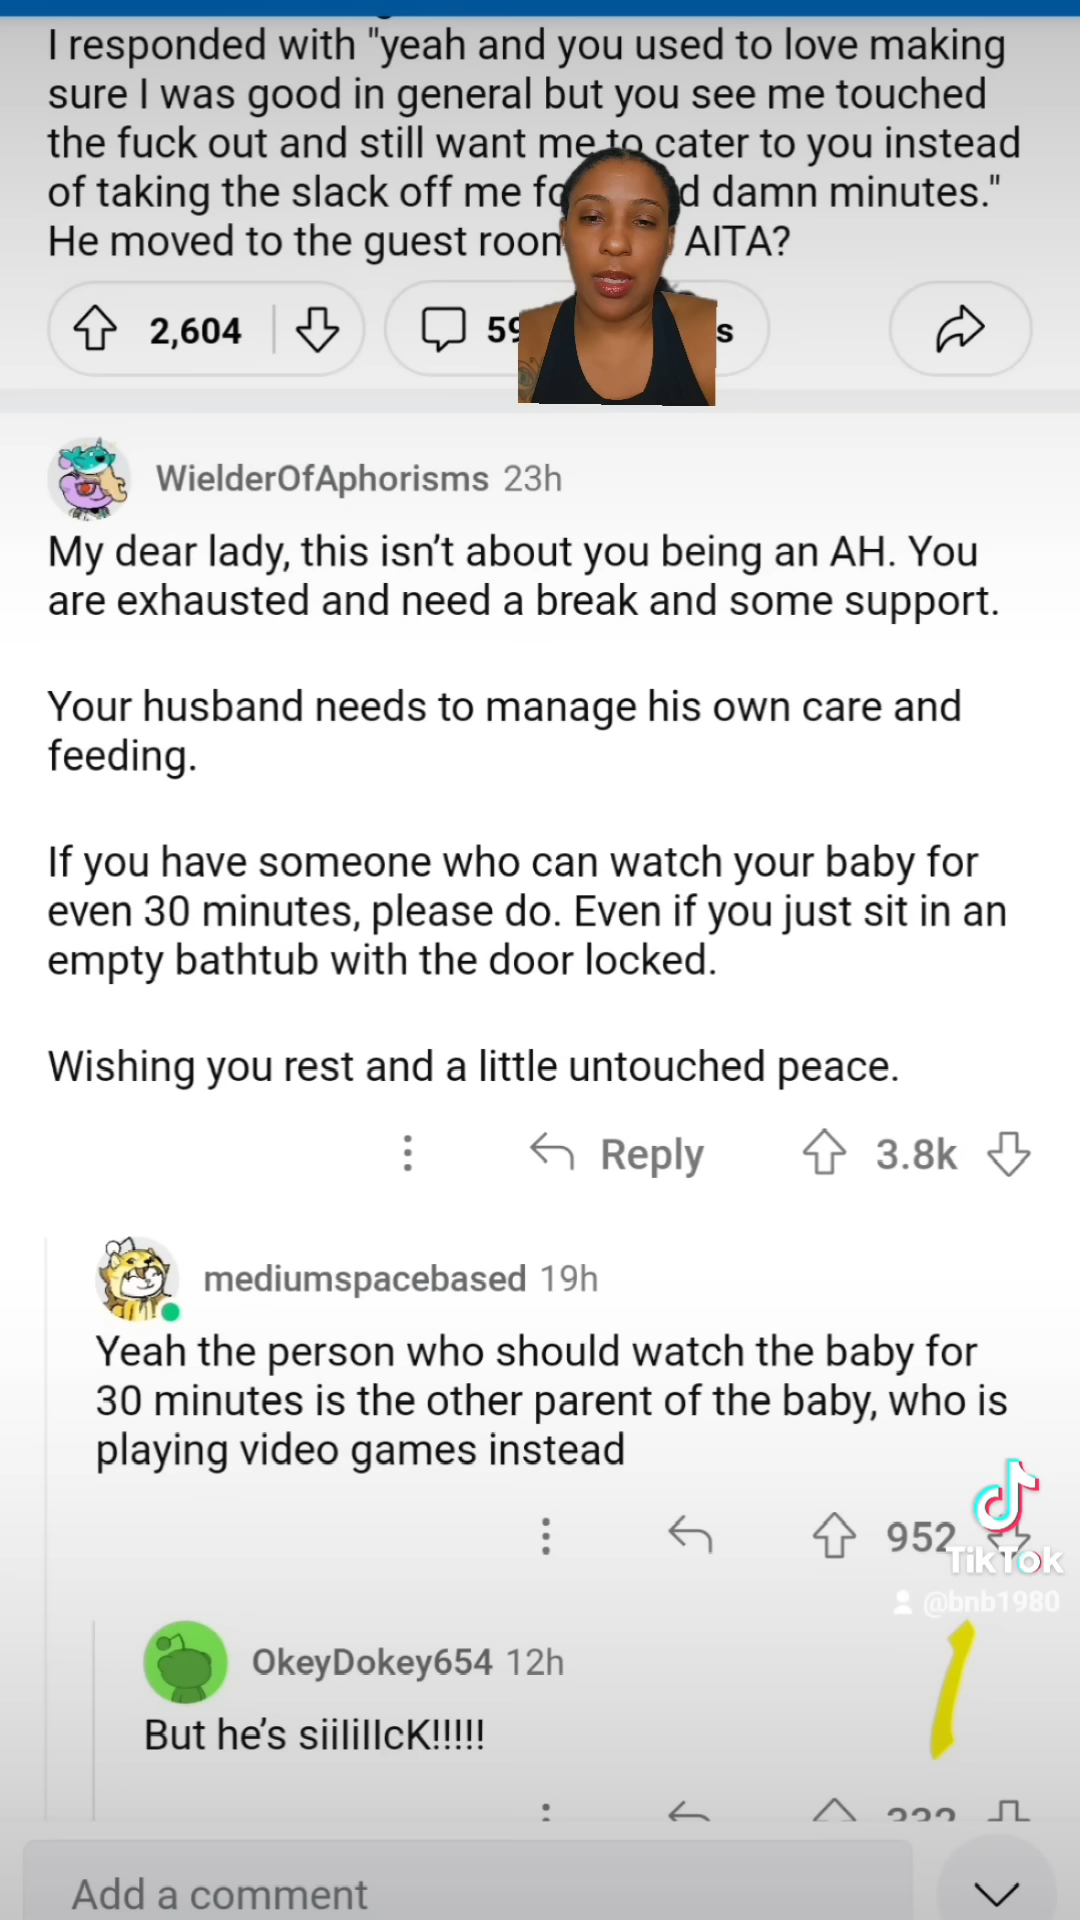 I responded with "yeah and you used to love making
sure I was good in general but you see me touched
the fuck out and still want me to cater to you instead
of taking the slack off me damn minutes."
He moved to the guest AITA?
2,604
WielderOfAphorisms 23h
My dear lady, this isn't about you being an AH. You
are exhausted and need a break and some support.
Your husband needs to manage his own care and
feeding.
If you have someone who can watch your baby for
even 30 minutes, please do. Even if you just sit in an
empty bathtub with the door locked.
Wishing you rest and a little untouched peace.
Reply 3.8k
mediumspacebased 19h
Yeah the person who should watch the baby for
30 minutes is the other parent of the baby, who is
playing video games instead
952
TikTok
@bnb1980
OkeyDokey654 12h
But he's siiliIIcK!!!!!
Add a comment